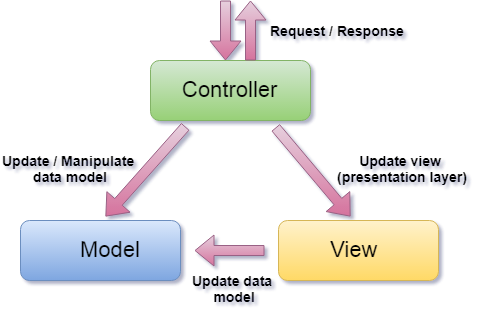 Request / Response
Controller
Update / Manipulate
data model
Update view
(presentation layer)
Model
View
Update data
model